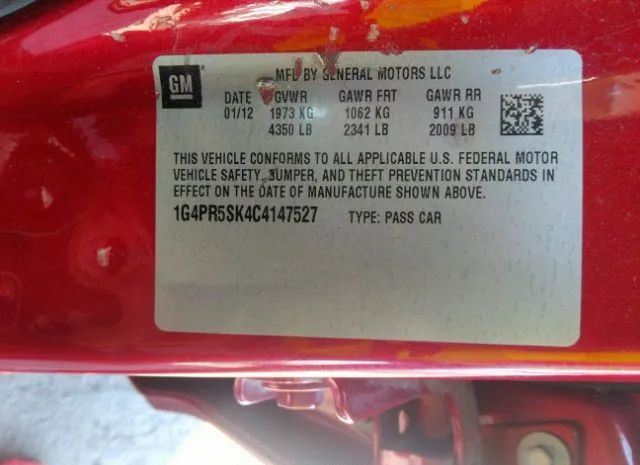 GM
MFD BY GENERAL MOTORS LLC
DATE GVWR GAWR FRT GAWR RR
01/12 1973 KG 1062 KG 911 KG
4350 LB 2341 LB 2009 LB
THIS VEHICLE CONFORMS TO ALL APPLICABLE U.S. FEDERAL MOTOR
VEHICLE SAFETY, BUMPER, AND THEFT PREVENTION STANDARDS IN
EFFECT ON THE DATE OF MANUFACTURE SHOWN ABOVE.
1G4PR5SK4C4147527 TYPE: PASS CAR